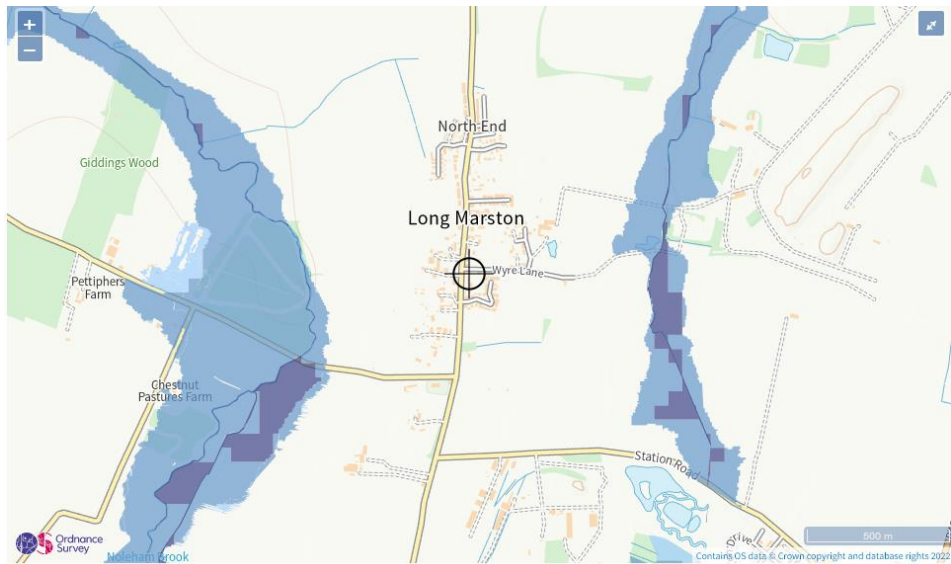 +
−
North End
Giddings Wood
Long Marston
Wyre Lane
Pettiphers
Farm
Chestnut
Pastures Farm
Station Road
Ordnance
Survey
Noleham Brook
Drive
500 m
Contains OS data © Crown copyright and database rights 2022